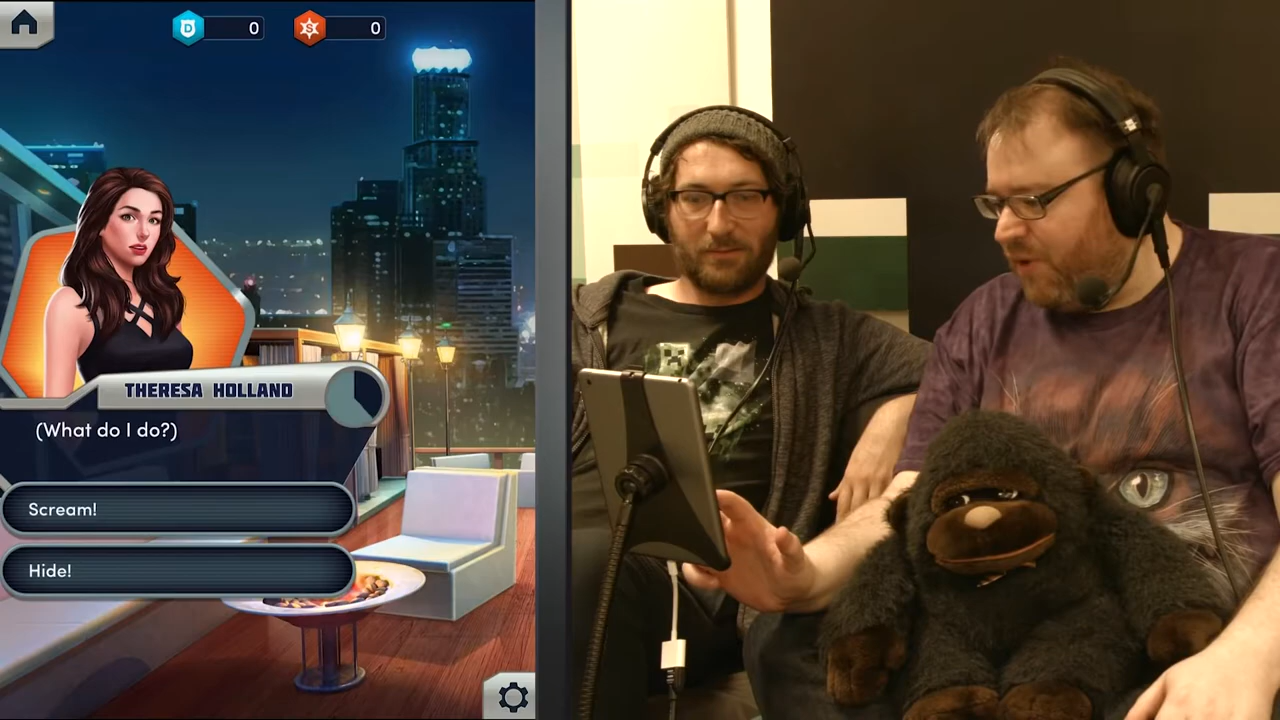 D 0 S 0
THERESA HOLLAND
(What do I do?)
Scream!
Hide!